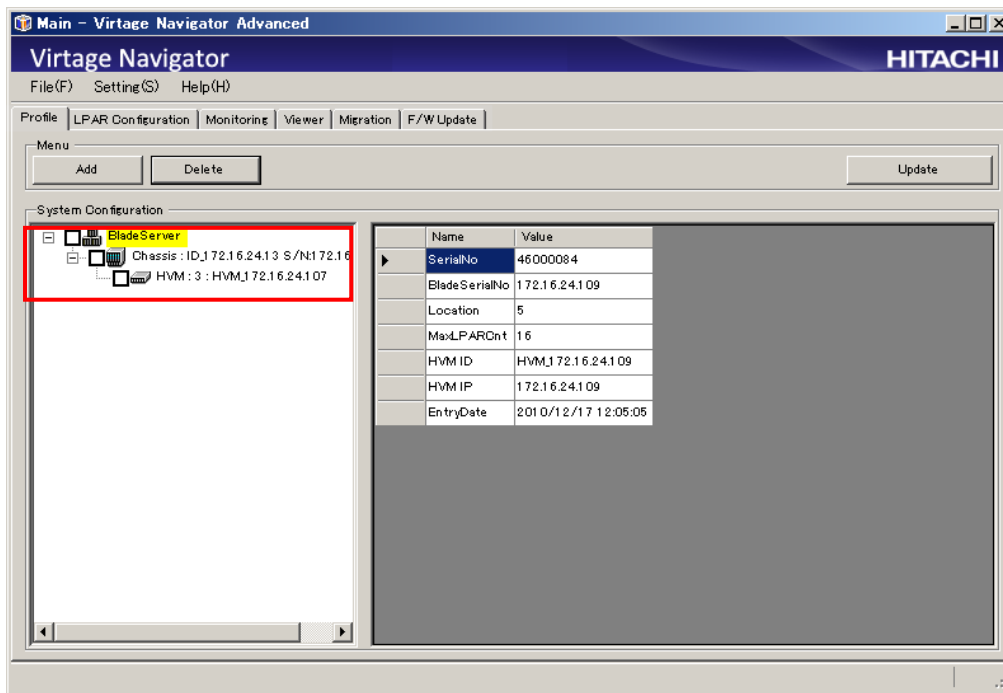 Main - Virtage Navigator Advanced
Virtage Navigator
HITACHI
File(F) Setting(S) Help(H)
Profile LPAR Configuration Monitoring Viewer Migration F/W Update
Menu
Add Delete Update
System Configuration
BladeServer
Chassis : ID_172.16.24.13 S/N:172.16
HVM : 3 : HVM_172.16.24.107
Name Value
SerialNo 46000084
BladeSerialNo 172.16.24.109
Location 5
MaxLPARCnt 16
HVM ID HVM_172.16.24.109
HVM IP 172.16.24.109
EntryDate 2010/12/17 12:05:05